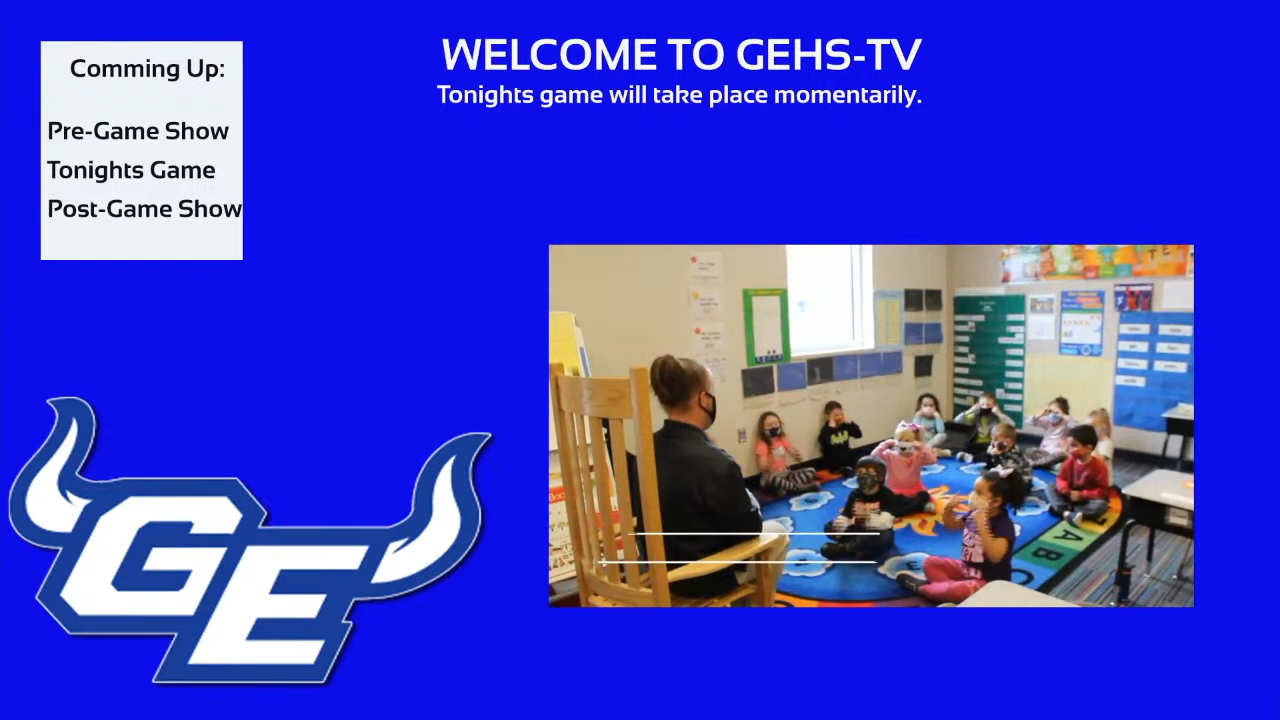 WELCOME TO GEHS-TV
Tonights game will take place momentarily.
Comming Up:
Pre-Game Show
Tonights Game
Post-Game Show
GE
A
B